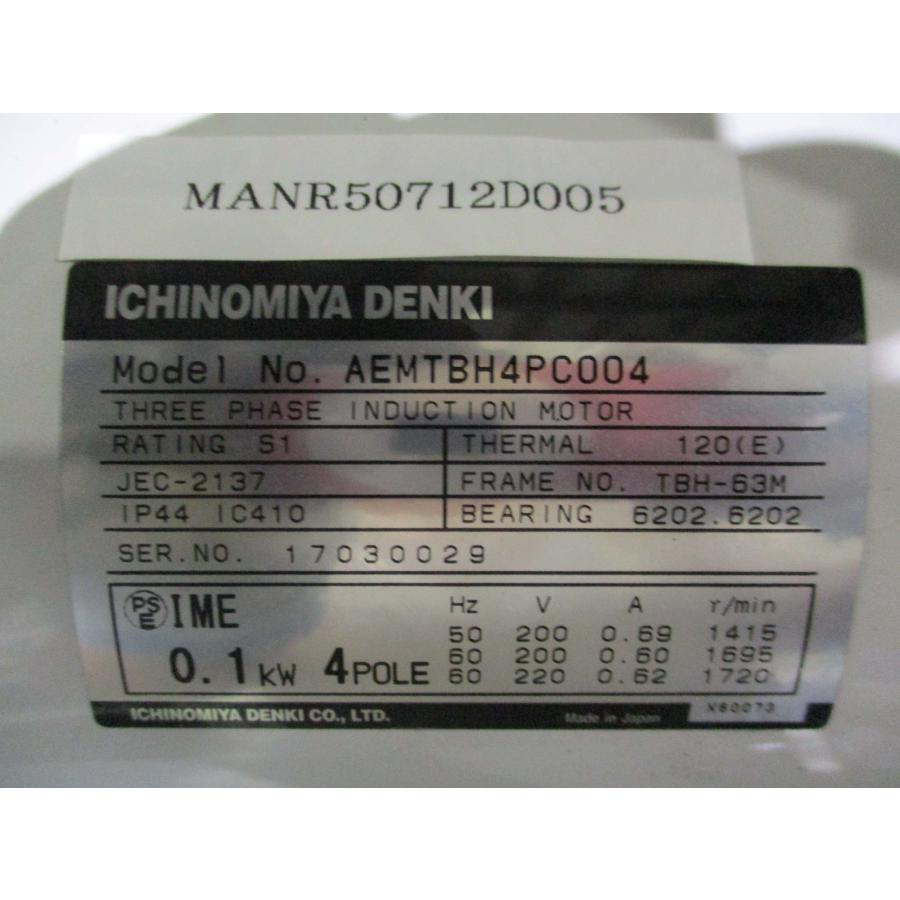 MANR50712D005
ICHINOMIYA DENKI
Model No. AEMTBH4PC004
THREE PHASE INDUCTION MOTOR
RATING S1 THERMAL 120(E)
JEC-2137 FRAME NO. TBH-63M
IP44 IC410 BEARING 6202.6202
SER.NO. 17030029
PSE IME Hz V A r/min
50 200 0.69 1415
0.1kW 4POLE 60 200 0.60 1695
60 220 0.62 1720
ICHINOMIYA DENKI CO., LTD. Made in Japan X60073